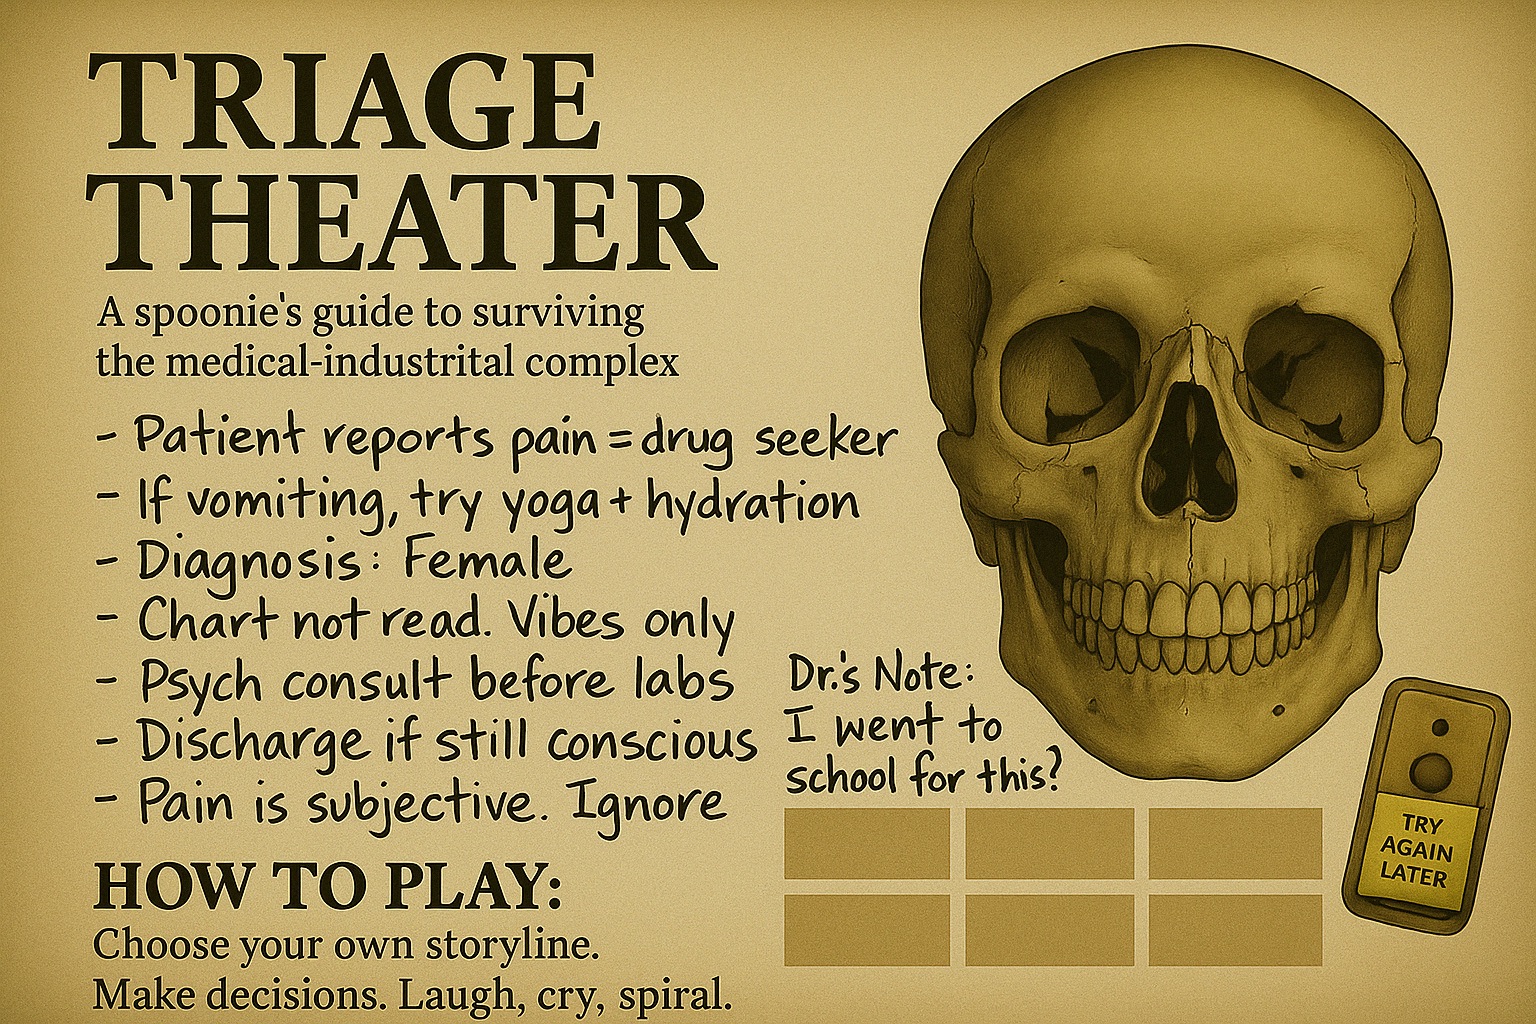 TRIAGE
THEATER
A spoonie's guide to surviving
the medical-industrital complex
- Patient reports pain = drug seeker
- If vomiting, try yoga + hydration
- Diagnosis: Female
- Chart not read. Vibes only
- Psych consult before labs
- Discharge if still conscious
- Pain is subjective. Ignore
Dr.'s Note:
I went to
school for this?
TRY
AGAIN
LATER
HOW TO PLAY:
Choose your own storyline.
Make decisions. Laugh, cry, spiral.